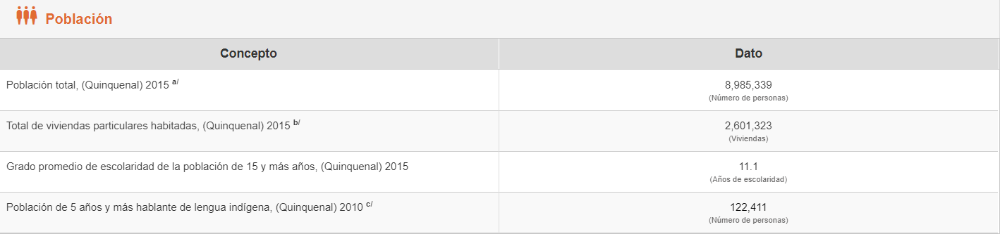 Población
Concepto Dato
Población total, (Quinquenal) 2015 a/ 8,985,339
(Número de personas)
Total de viviendas particulares habitadas, (Quinquenal) 2015 b/ 2,601,323
(Viviendas)
Grado promedio de escolaridad de la población de 15 y más años, (Quinquenal) 2015 11.1
(Años de escolaridad)
Población de 5 años y más hablante de lengua indígena, (Quinquenal) 2010 c/ 122,411
(Número de personas)